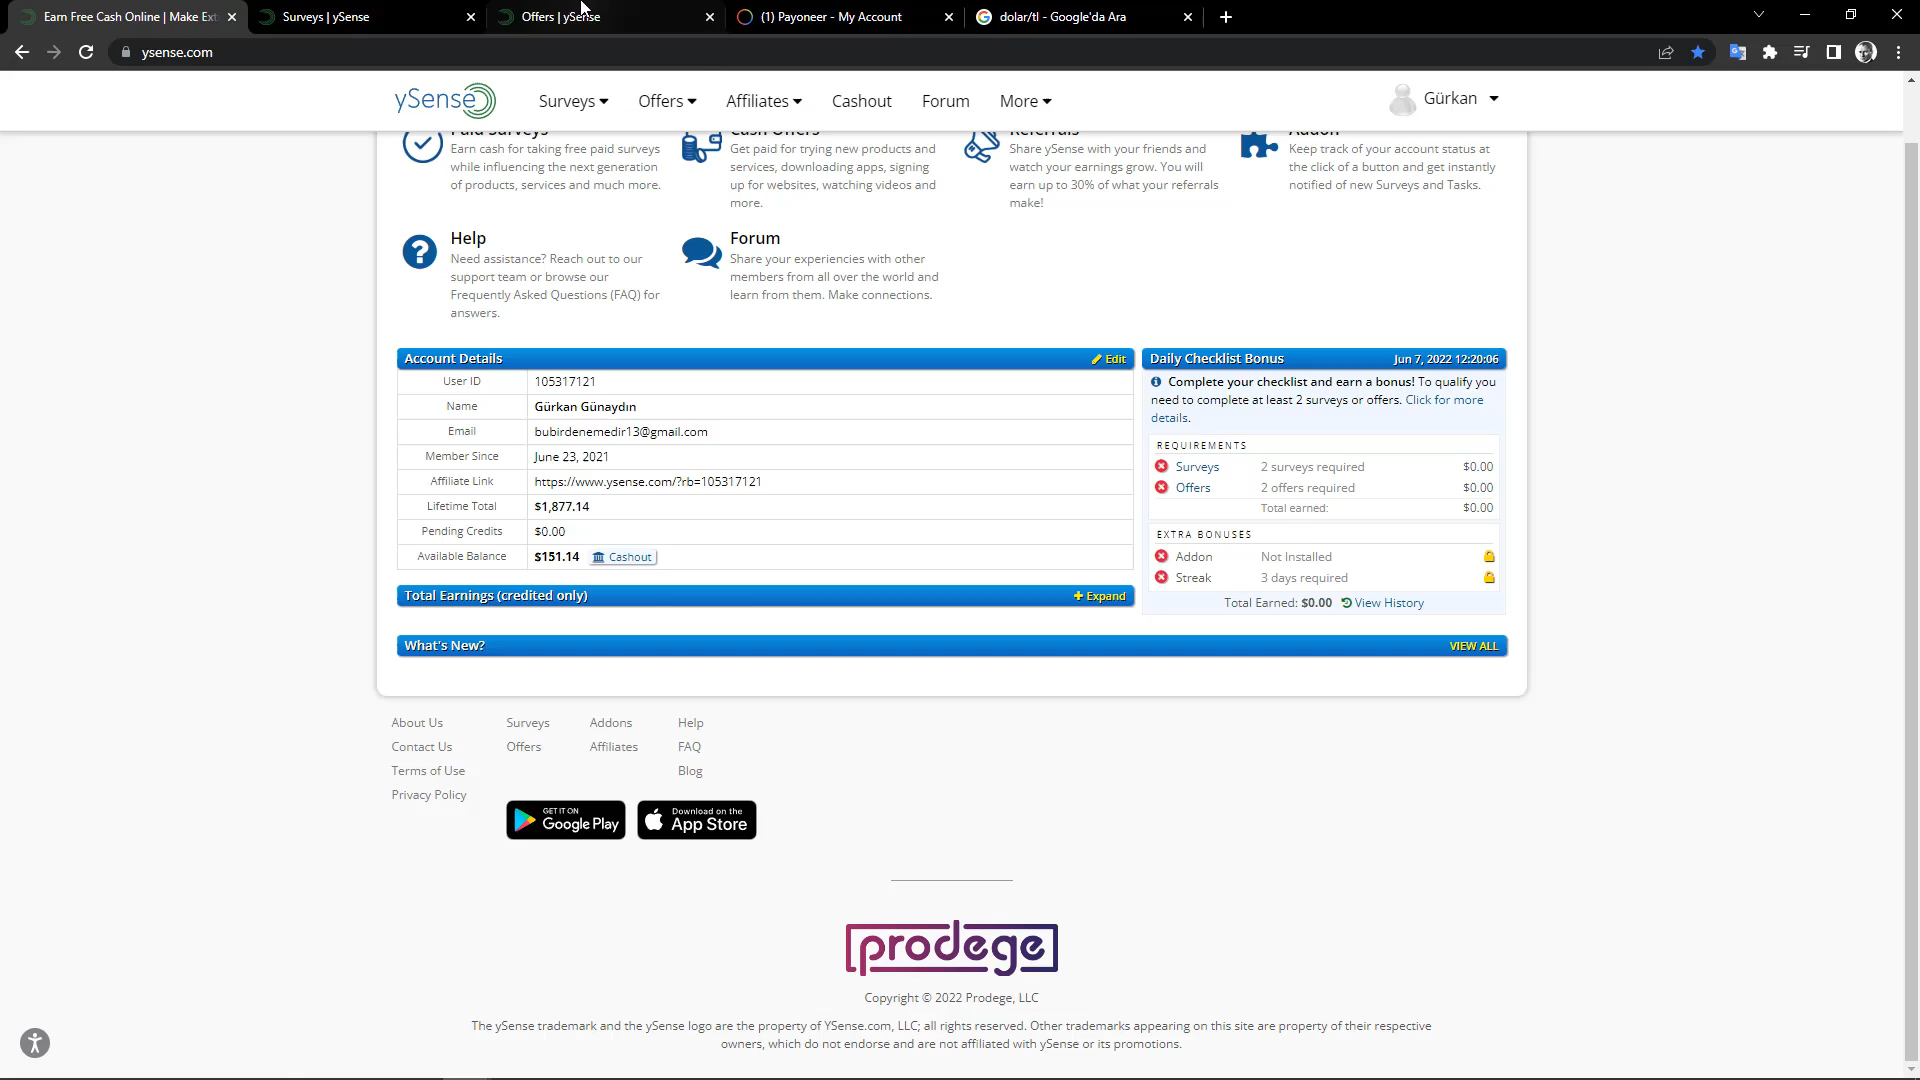 Earn Free Cash Online | Make Ext
Surveys | ySense
Offers | ySense
(1) Payoneer - My Account
dolar/tl - Google'da Ara
ysense.com
ySense
Surveys
Offers
Affiliates
Cashout
Forum
More
Gürkan
Paid Surveys
Earn cash for taking free paid surveys
while influencing the next generation
of products, services and much more.
Cash Offers
Get paid for trying new products and
services, downloading apps, signing
up for websites, watching videos and
more.
Referrals
Share ySense with your friends and
watch your earnings grow. You will
earn up to 30% of what your referrals
make!
Addon
Keep track of your account status at
the click of a button and get instantly
notified of new Surveys and Tasks.
Help
Need assistance? Reach out to our
support team or browse our
Frequently Asked Questions (FAQ) for
answers.
Forum
Share your experiences with other
members from all over the world and
learn from them. Make connections.
Account Details
Edit
User ID 105317121
Name Gürkan Günaydın
Email bubirdenemedir13@gmail.com
Member Since June 23, 2021
Affiliate Link https://www.ysense.com/?rb=105317121
Lifetime Total $1,877.14
Pending Credits $0.00
Available Balance $151.14 Cashout
Total Earnings (credited only)
Expand
Daily Checklist Bonus Jun 7, 2022 12:20:06
Complete your checklist and earn a bonus! To qualify you
need to complete at least 2 surveys or offers. Click for more
details.
REQUIREMENTS
Surveys 2 surveys required $0.00
Offers 2 offers required $0.00
Total earned: $0.00
EXTRA BONUSES
Addon Not Installed
Streak 3 days required
Total Earned: $0.00 View History
What's New?
VIEW ALL
About Us
Contact Us
Terms of Use
Privacy Policy
Surveys
Offers
Addons
Affiliates
Help
FAQ
Blog
GET IT ON
Google Play
Download on the
App Store
prodege
Copyright © 2022 Prodege, LLC
The ySense trademark and the ySense logo are the property of YSense.com, LLC; all rights reserved. Other trademarks appearing on this site are property of their respective
owners, which do not endorse and are not affiliated with ySense or its promotions.